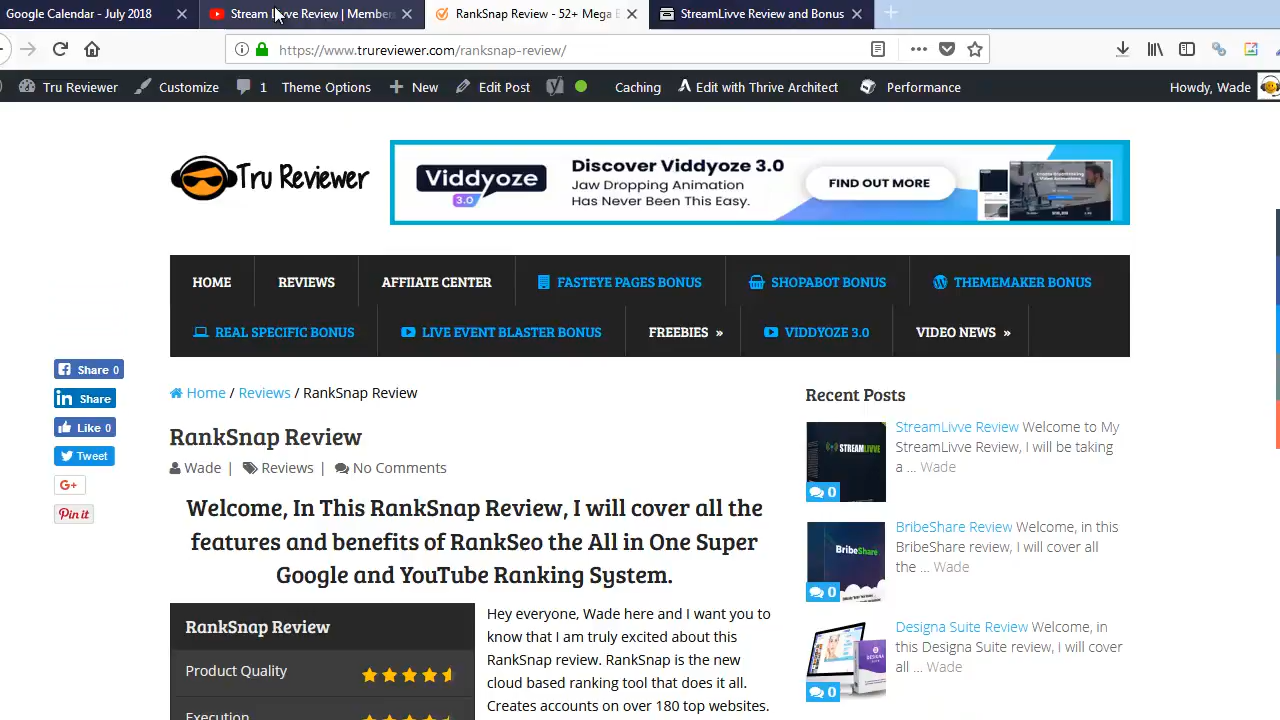 Google Calendar - July 2018
Stream Livve Review | Member
RankSnap Review - 52+ Mega B
StreamLivve Review and Bonus
https://www.trureviewer.com/ranksnap-review/
Tru Reviewer
Customize
1
Theme Options
New
Edit Post
Caching
Edit with Thrive Architect
Performance
Howdy, Wade
Tru Reviewer
Viddyoze
3.0
Discover Viddyoze 3.0
Jaw Dropping Animation
Has Never Been This Easy.
FIND OUT MORE
HOME
REVIEWS
AFFIIATE CENTER
FASTEYE PAGES BONUS
SHOPABOT BONUS
THEMEMAKER BONUS
REAL SPECIFIC BONUS
LIVE EVENT BLASTER BONUS
FREEBIES »
VIDDYOZE 3.0
VIDEO NEWS »
Share 0
Share
Like 0
Tweet
G+
Pin it
Home / Reviews / RankSnap Review
RankSnap Review
Wade | Reviews | No Comments
Welcome, In This RankSnap Review, I will cover all the
features and benefits of RankSeo the All in One Super
Google and YouTube Ranking System.
RankSnap Review
Product Quality
Execution
Hey everyone, Wade here and I want you to
know that I am truly excited about this
RankSnap review. RankSnap is the new
cloud based ranking tool that does it all.
Creates accounts on over 180 top websites.
Recent Posts
STREAMLIVVE
0
StreamLivve Review Welcome to My
StreamLivve Review, I will be taking
a ... Wade
BribeShare
0
BribeShare Review Welcome, in this
BribeShare review, I will cover all
the ... Wade
0
Designa Suite Review Welcome, in
this Designa Suite review, I will cover
all ... Wade